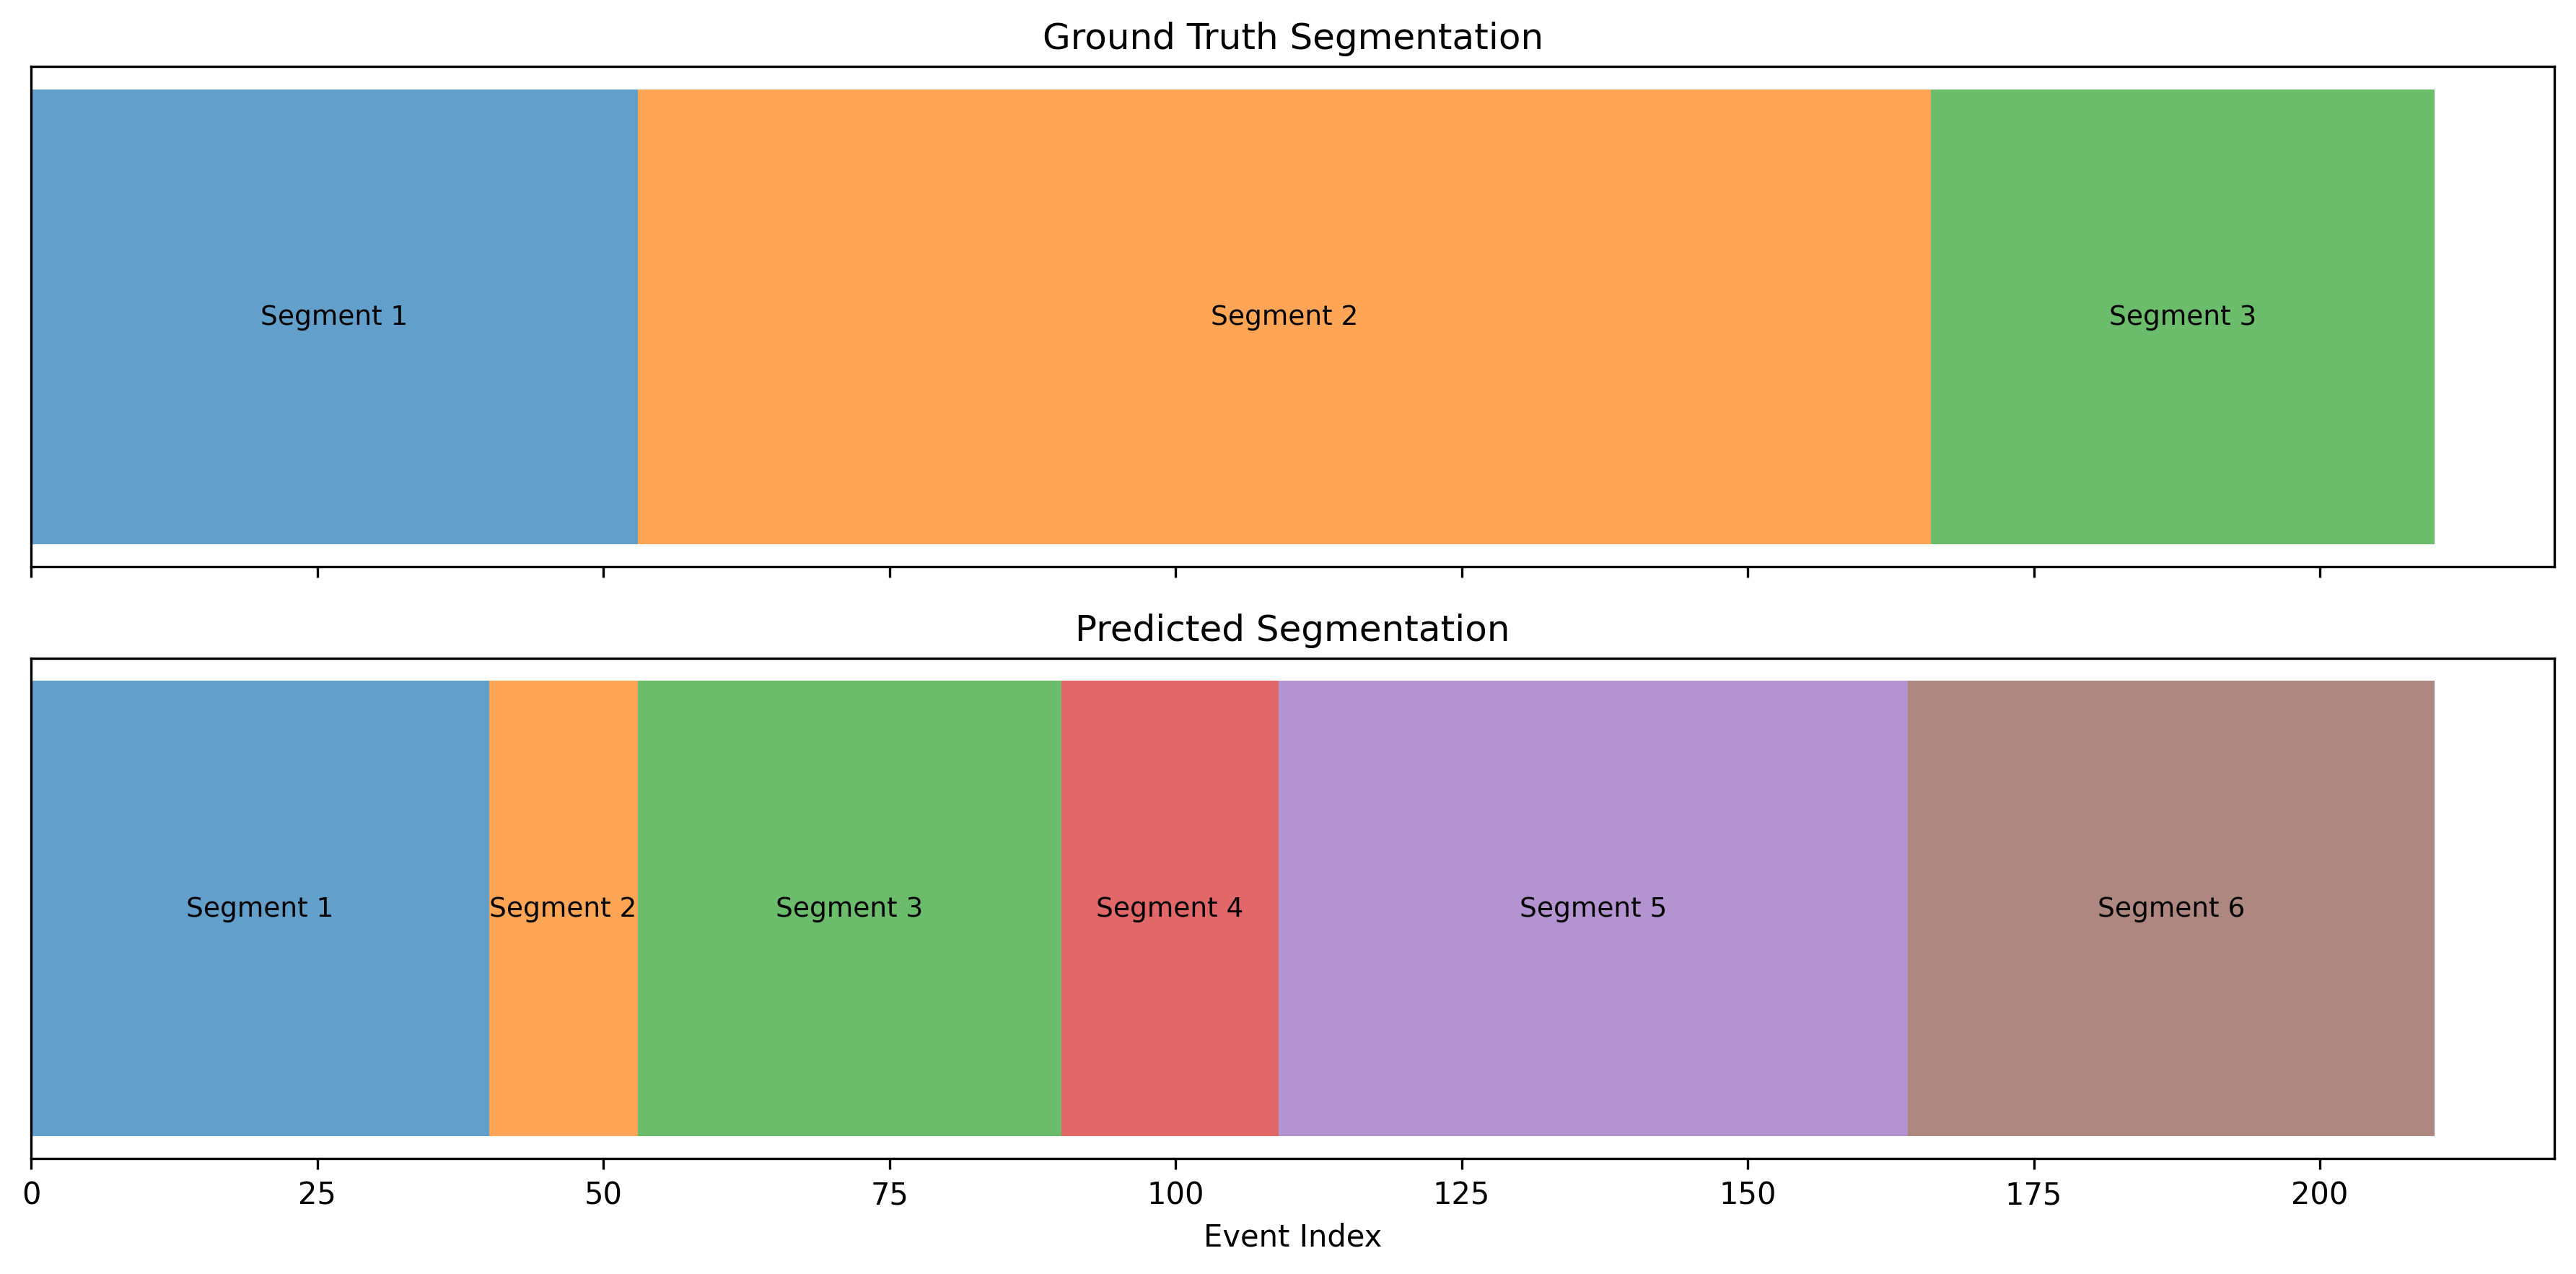 Ground Truth Segmentation
Segment 1 Segment 2 Segment 3
Predicted Segmentation
Segment 1 Segment 2 Segment 3 Segment 4 Segment 5 Segment 6
0 25 50 75 100 125 150 175 200
Event Index